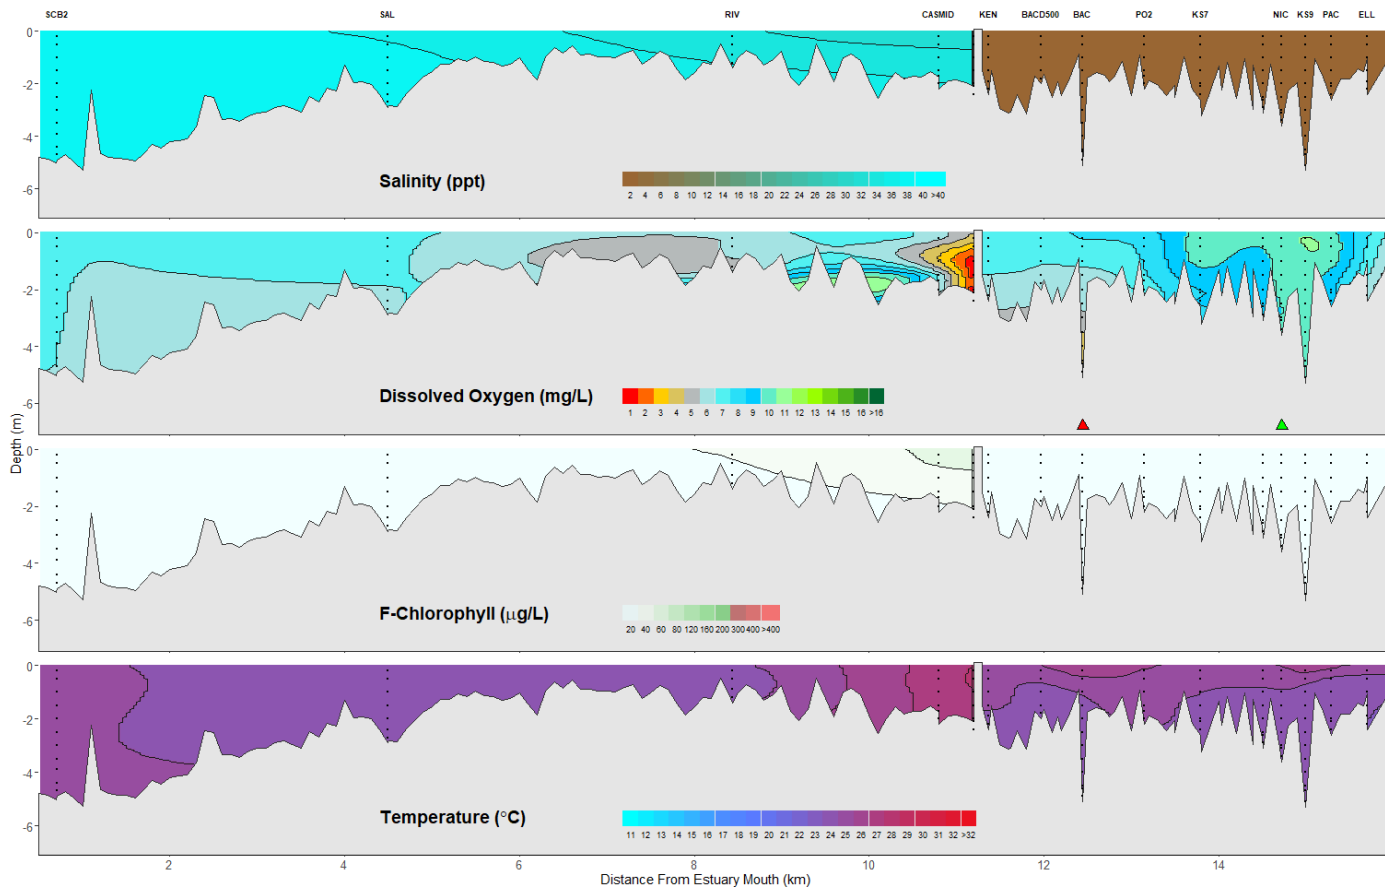 SCB2 SAL RIV CASMID KEN BACD500 BAC PO2 KS7 NIC KS9 PAC ELL
0
-2
-4
-6
Salinity (ppt)
2 4 6 8 10 12 14 16 18 20 22 24 26 28 30 32 34 36 38 40 >40
0
-2
-4
-6
Dissolved Oxygen (mg/L)
1 2 3 4 5 6 7 8 9 10 11 12 13 14 15 16 >16
Depth (m)
0
-2
-4
-6
F-Chlorophyll (μg/L)
20 40 60 80 120 160 200 300 400 >400
0
-2
-4
-6
Temperature (°C)
11 12 13 14 15 16 17 18 19 20 21 22 23 24 25 26 27 28 29 30 31 32 >32
2 4 6 8 10 12 14
Distance From Estuary Mouth (km)